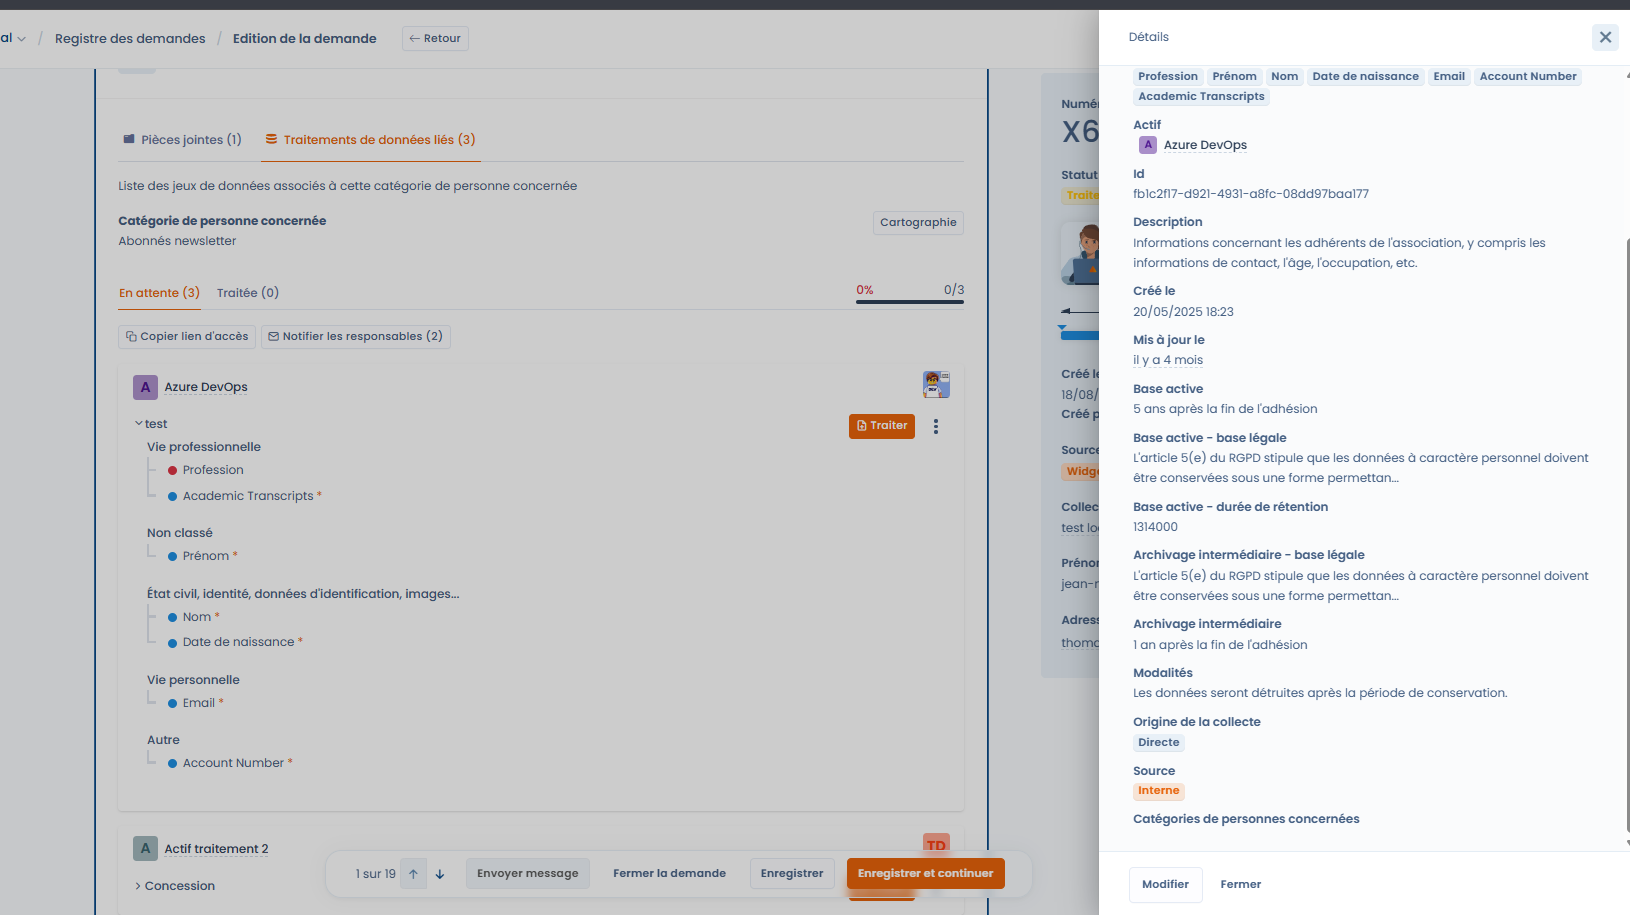 al / Registre des demandes / Edition de la demande ← Retour
Pièces jointes (1) Traitements de données liés (3)
Liste des jeux de données associés à cette catégorie de personne concernée
Catégorie de personne concernée
Abonnés newsletter
Cartographie
En attente (3) Traitée (0)
0% 0/3
Copier lien d'accès Notifier les responsables (2)
A Azure DevOps
test
Traiter
Vie professionnelle
Profession
Academic Transcripts *
Non classé
Prénom *
État civil, identité, données d'identification, images...
Nom *
Date de naissance *
Vie personnelle
Email *
Autre
Account Number *
A Actif traitement 2
TD
Concession
1 sur 19 ↑ ↓ Envoyer message Fermer la demande Enregistrer Enregistrer et continuer
Numé
X6
Statut
Traite
Créé le
18/08/
Créé p
Source
Widg
Collec
test lo
Prénor
jean-r
Adres
thoma
Détails
Profession Prénom Nom Date de naissance Email Account Number
Academic Transcripts
Actif
A Azure DevOps
Id
fb1c2f17-d921-4931-a8fc-08dd97baa177
Description
Informations concernant les adhérents de l'association, y compris les
informations de contact, l'âge, l'occupation, etc.
Créé le
20/05/2025 18:23
Mis à jour le
il y a 4 mois
Base active
5 ans après la fin de l'adhésion
Base active - base légale
L'article 5(e) du RGPD stipule que les données à caractère personnel doivent
être conservées sous une forme permettan...
Base active - durée de rétention
1314000
Archivage intermédiaire - base légale
L'article 5(e) du RGPD stipule que les données à caractère personnel doivent
être conservées sous une forme permettan...
Archivage intermédiaire
1 an après la fin de l'adhésion
Modalités
Les données seront détruites après la période de conservation.
Origine de la collecte
Directe
Source
Interne
Catégories de personnes concernées
Modifier Fermer